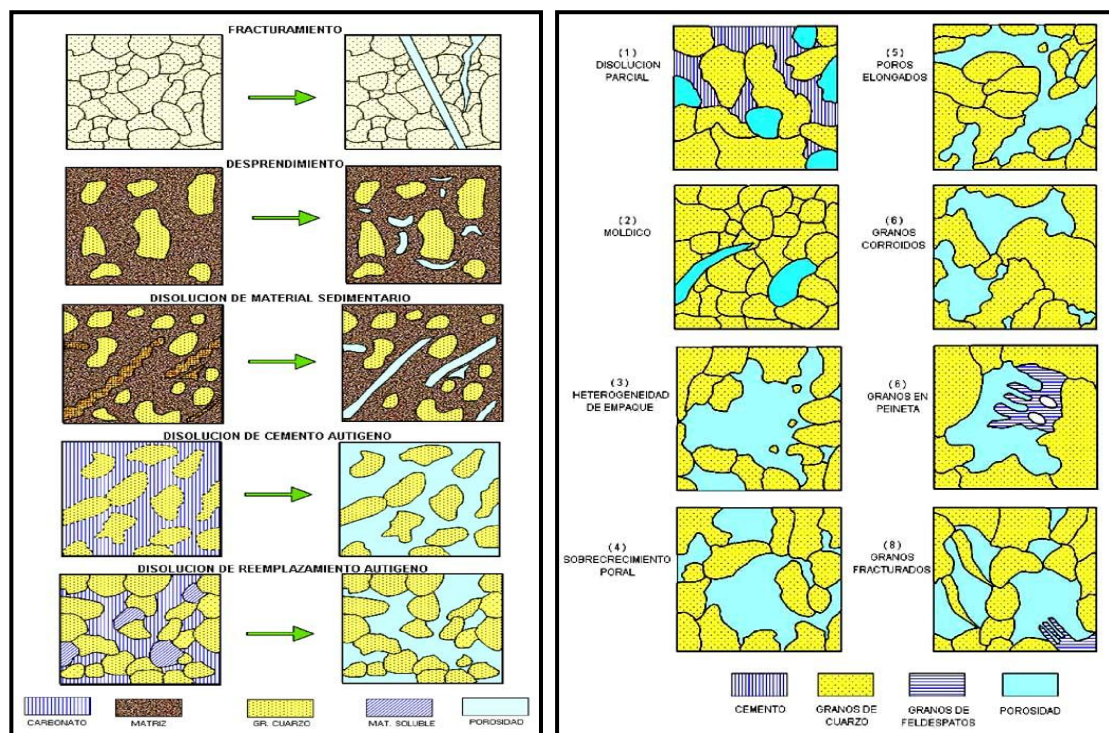 FRACTURAMIENTO
DESPRENDIMIENTO
DISOLUCION DE MATERIAL SEDIMENTARIO
DISOLUCION DE CEMENTO AUTIGENO
DISOLUCION DE REEMPLAZAMIENTO AUTIGENO
CARBONATO
MATRIZ
GR. CUARZO
MAT. SOLUBLE
POROSIDAD
(1)
DISOLUCION
PARCIAL
(5)
POROS
ELONGADOS
(2)
MOLDICO
(6)
GRANOS
CORROIDOS
(3)
HETEROGENEIDAD
DE EMPAQUE
(6)
GRANOS EN
PEINETA
(4)
SOBRECRECIMIENTO
PORAL
(8)
GRANOS
FRACTURADOS
CEMENTO
GRANOS DE
CUARZO
GRANOS DE
FELDESPATOS
POROSIDAD